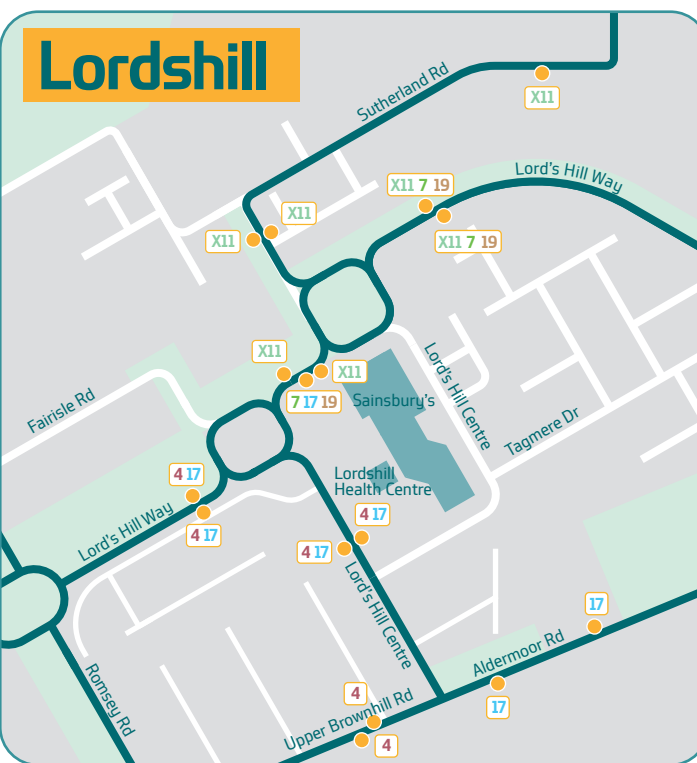 Lordshill
Sutherland Rd
X11
X11 7 19
Lord's Hill Way
X11
X11
X11 7 19
X11
X11
7 17 19
Lord's Hill Centre
Sainsbury's
Fairisle Rd
Tagmere Dr
4 17
Lordshill
Health Centre
4 17
Lord's Hill Way
4 17
4 17
Lord's Hill Centre
17
Aldermoor Rd
Romsey Rd
4
17
Upper Brownhill Rd
4